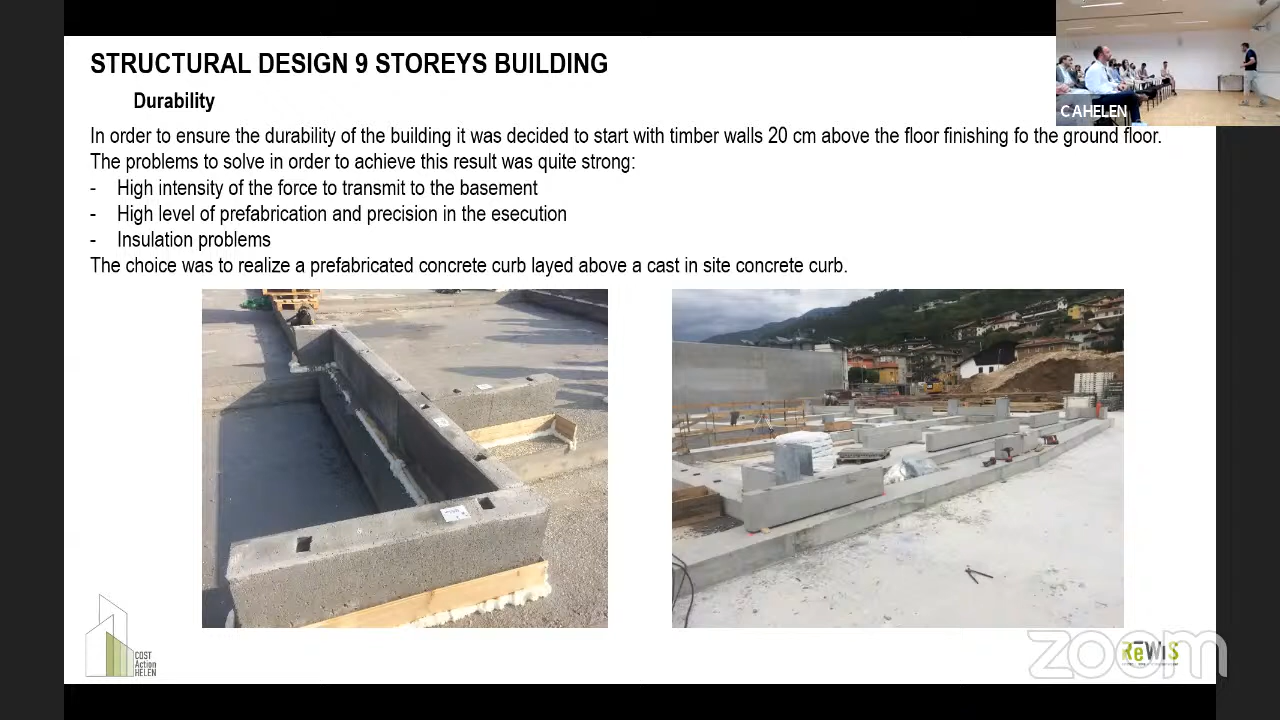 STRUCTURAL DESIGN 9 STOREYS BUILDING
Durability
In order to ensure the durability of the building it was decided to start with timber walls 20 cm above the floor finishing fo the ground floor.
The problems to solve in order to achieve this result was quite strong:
- High intensity of the force to transmit to the basement
- High level of prefabrication and precision in the esecution
- Insulation problems
The choice was to realize a prefabricated concrete curb layed above a cast in site concrete curb.
CAHELEN
COST
Action
HELEN
ReWiS
zoom